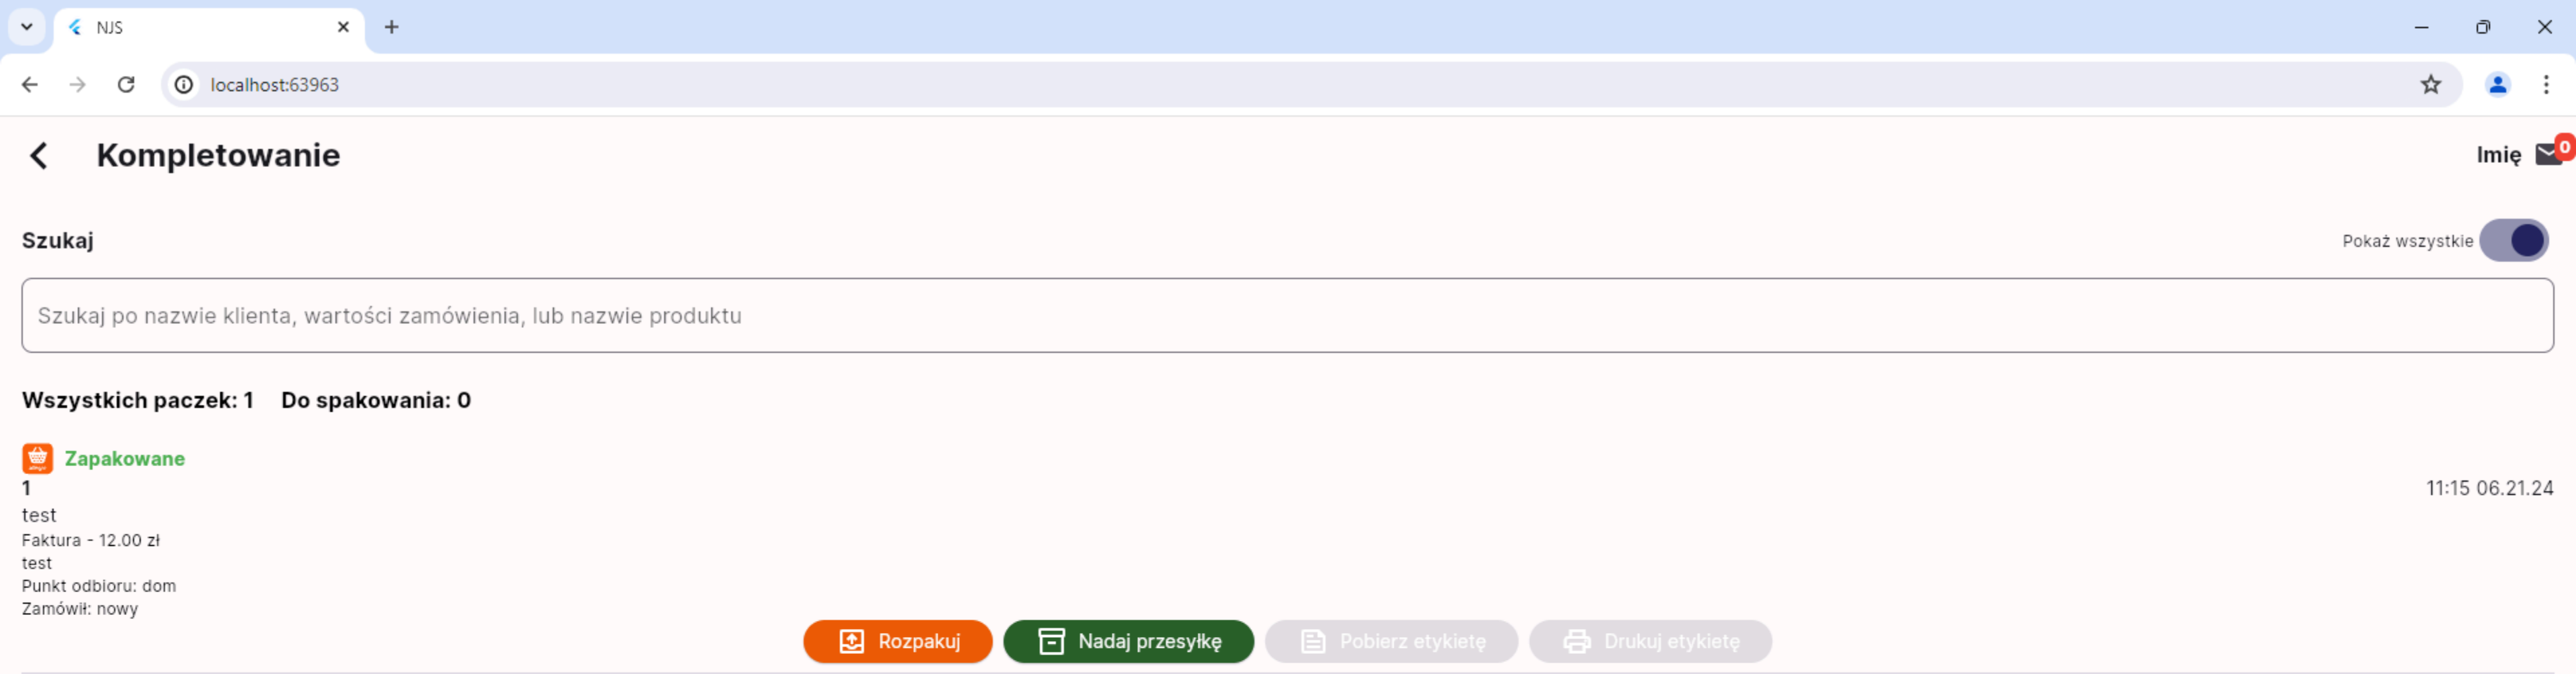 NJS
localhost:63963
Kompletowanie
Imię 0
Szukaj
Pokaż wszystkie
Szukaj po nazwie klienta, wartości zamówienia, lub nazwie produktu
Wszystkich paczek: 1 Do spakowania: 0
Zapakowane
1
11:15 06.21.24
test
Faktura - 12.00 zł
test
Punkt odbioru: dom
Zamówił: nowy
Rozpakuj Nadaj przesyłkę Pobierz etykietę Drukuj etykietę